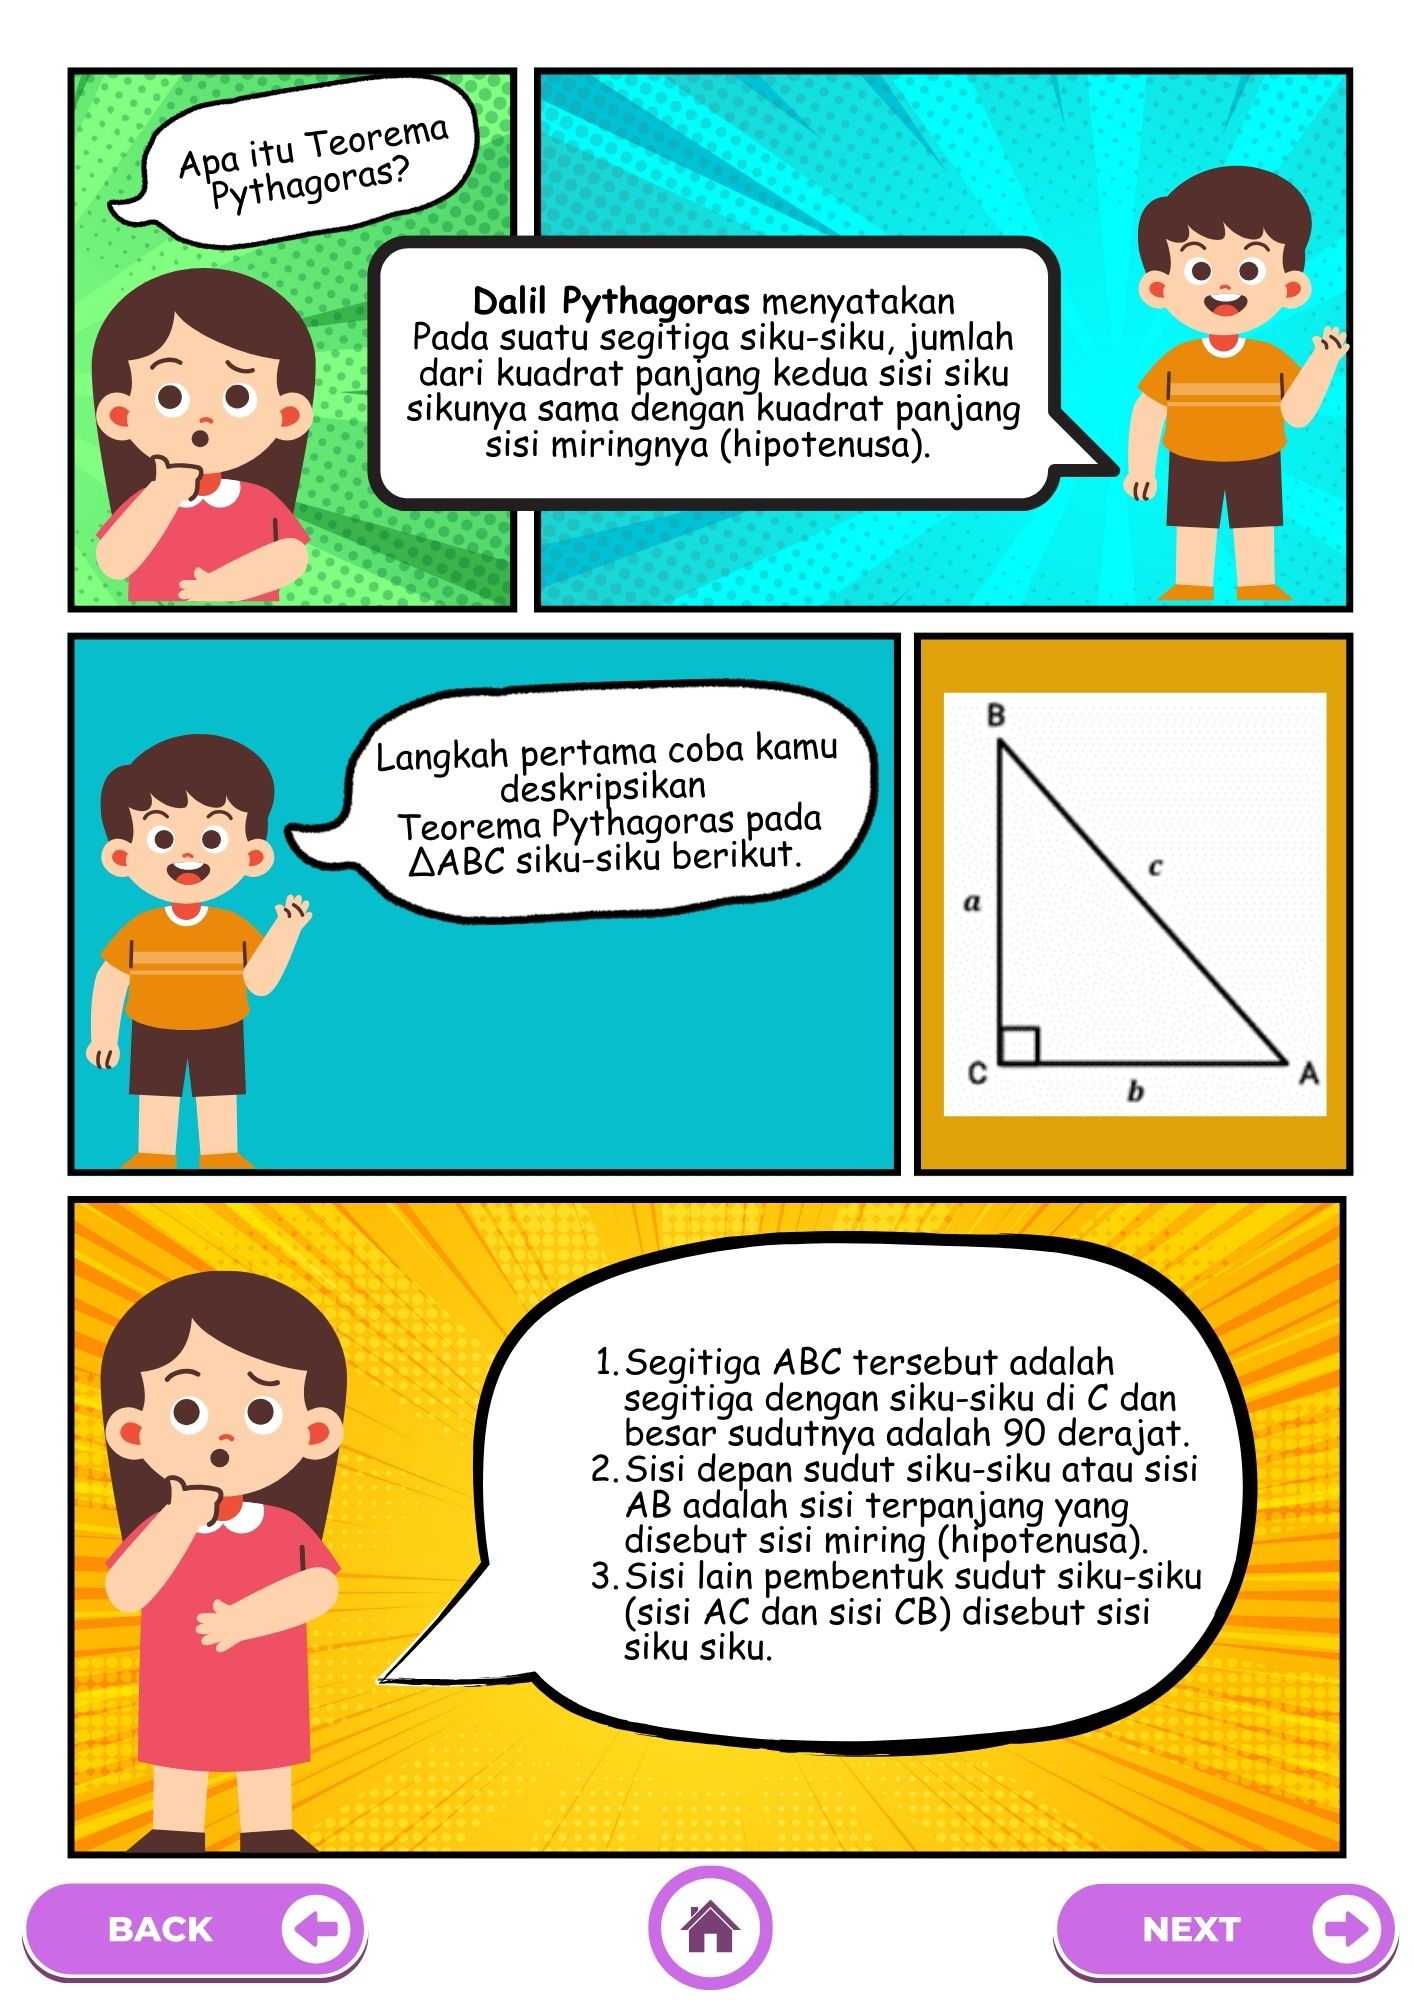 Apa itu Teorema
Pythagoras?
Dalil Pythagoras menyatakan
Pada suatu segitiga siku-siku, jumlah
dari kuadrat panjang kedua sisi siku
sikunya sama dengan kuadrat panjang
sisi miringnya (hipotenusa).
Langkah pertama coba kamu
deskripsikan
Teorema Pythagoras pada
∆ABC siku-siku berikut.
B
c
a
C
A
b
1. Segitiga ABC tersebut adalah
segitiga dengan siku-siku di C dan
besar sudutnya adalah 90 derajat.
2. Sisi depan sudut siku-siku atau sisi
AB adalah sisi terpanjang yang
disebut sisi miring (hipotenusa).
3. Sisi lain pembentuk sudut siku-siku
(sisi AC dan sisi CB) disebut sisi
siku siku.
BACK
NEXT